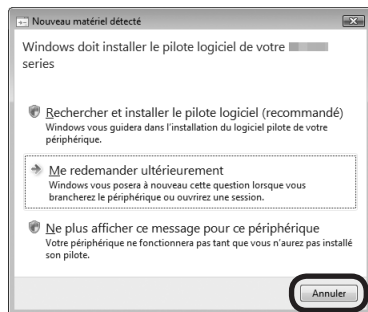 Nouveau matériel détecté
Windows doit installer le pilote logiciel de votre
series
Rechercher et installer le pilote logiciel (recommandé)
Windows vous guidera dans l'installation du logiciel pilote de votre
périphérique.
Me redemander ultérieurement
Windows vous posera à nouveau cette question lorsque vous
brancherez le périphérique ou ouvrirez une session.
Ne plus afficher ce message pour ce périphérique
Votre périphérique ne fonctionnera pas tant que vous n'aurez pas installé
son pilote.
Annuler